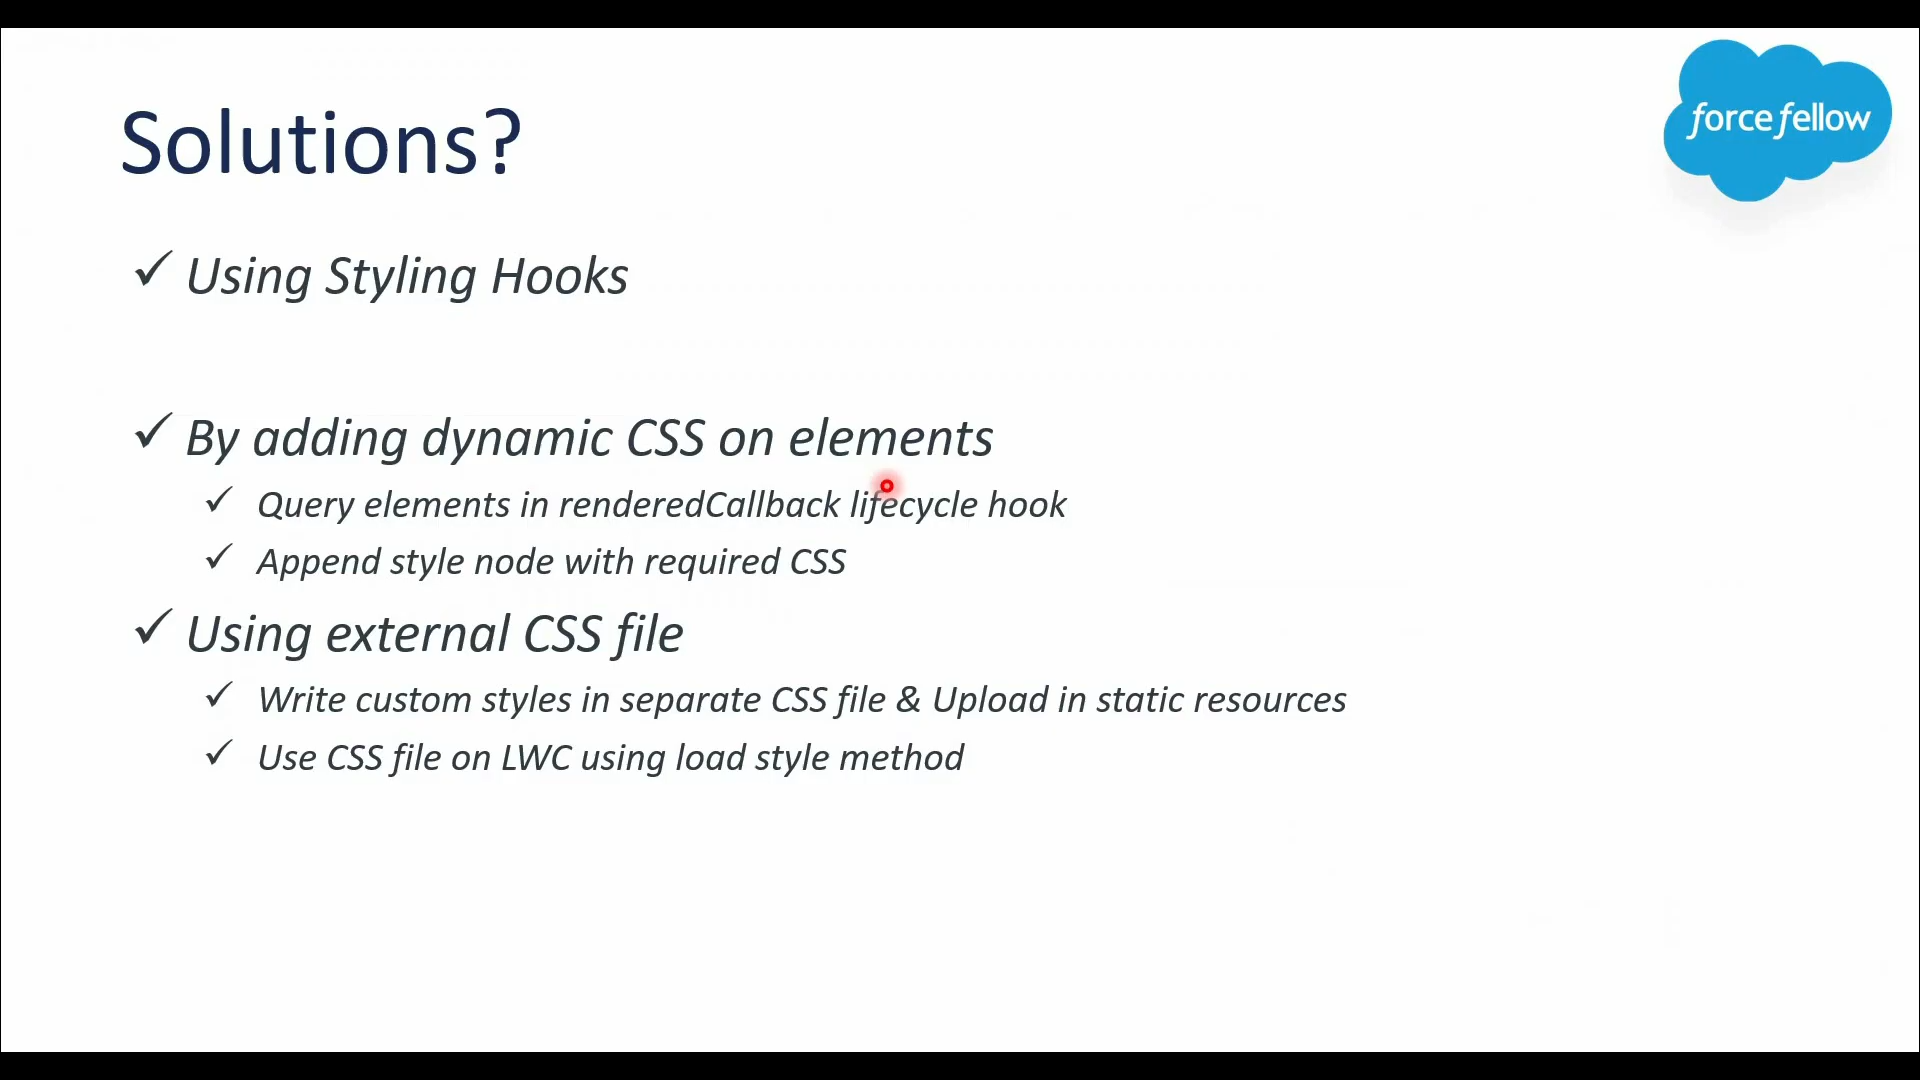 force fellow
Solutions?
Using Styling Hooks
By adding dynamic CSS on elements
Query elements in renderedCallback lifecycle hook
Append style node with required CSS
Using external CSS file
Write custom styles in separate CSS file & Upload in static resources
Use CSS file on LWC using load style method